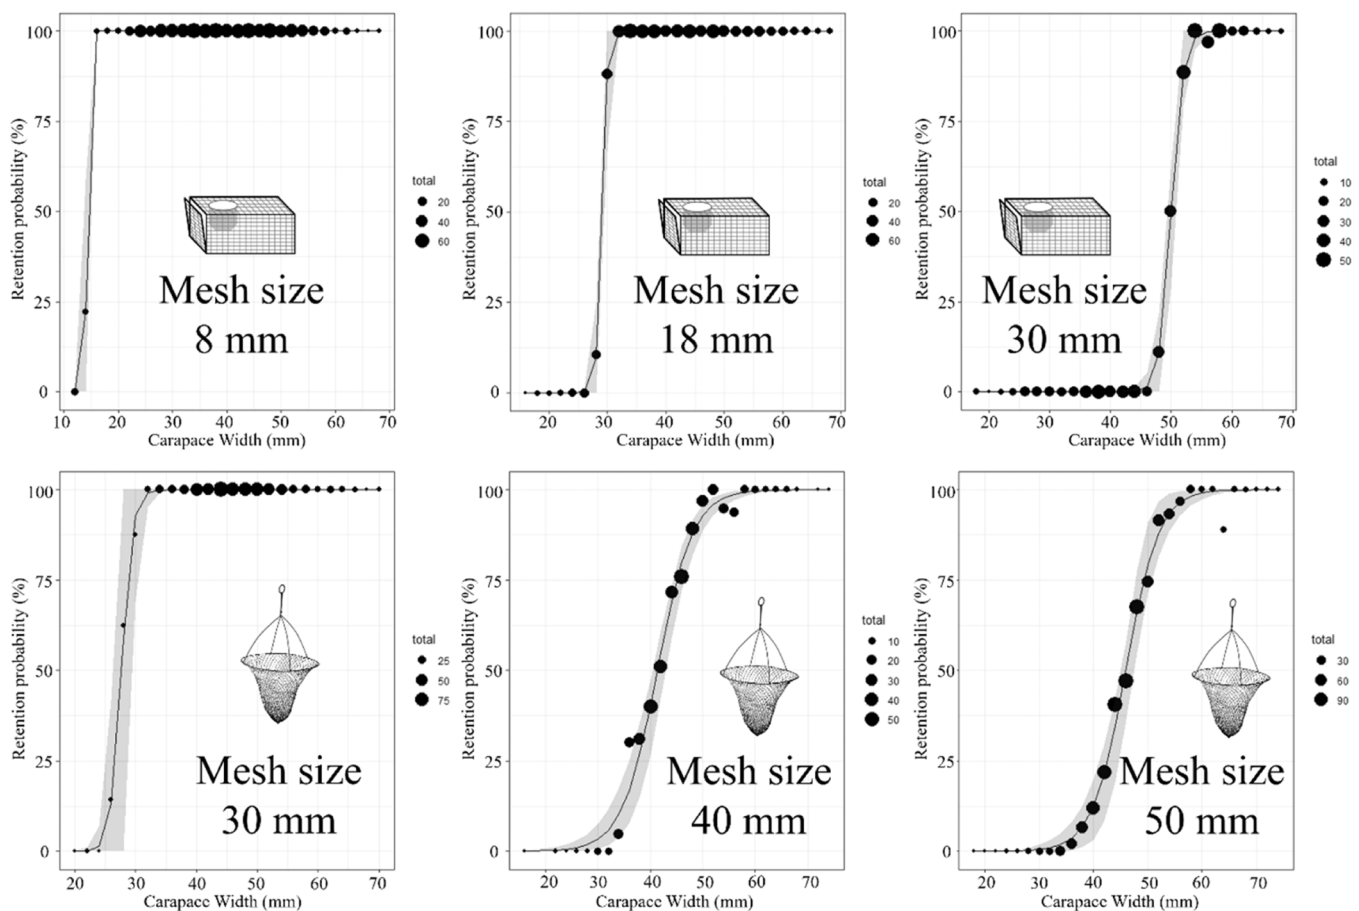 100
75
50
25
0
Retention probability (%)
10 20 30 40 50 60 70
Carapace Width (mm)
Mesh size
8 mm
total
20
40
60
100
75
50
25
0
Retention probability (%)
20 30 40 50 60 70
Carapace Width (mm)
Mesh size
18 mm
total
20
40
60
100
75
50
25
0
Retention probability (%)
20 30 40 50 60 70
Carapace Width (mm)
Mesh size
30 mm
total
10
20
30
40
50
100
75
50
25
0
Retention probability (%)
20 30 40 50 60 70
Carapace Width (mm)
Mesh size
30 mm
total
25
50
75
100
75
50
25
0
Retention probability (%)
20 30 40 50 60 70
Carapace Width (mm)
Mesh size
40 mm
total
10
20
30
40
50
100
75
50
25
0
Retention probability (%)
20 30 40 50 60 70
Carapace Width (mm)
Mesh size
50 mm
total
30
60
90